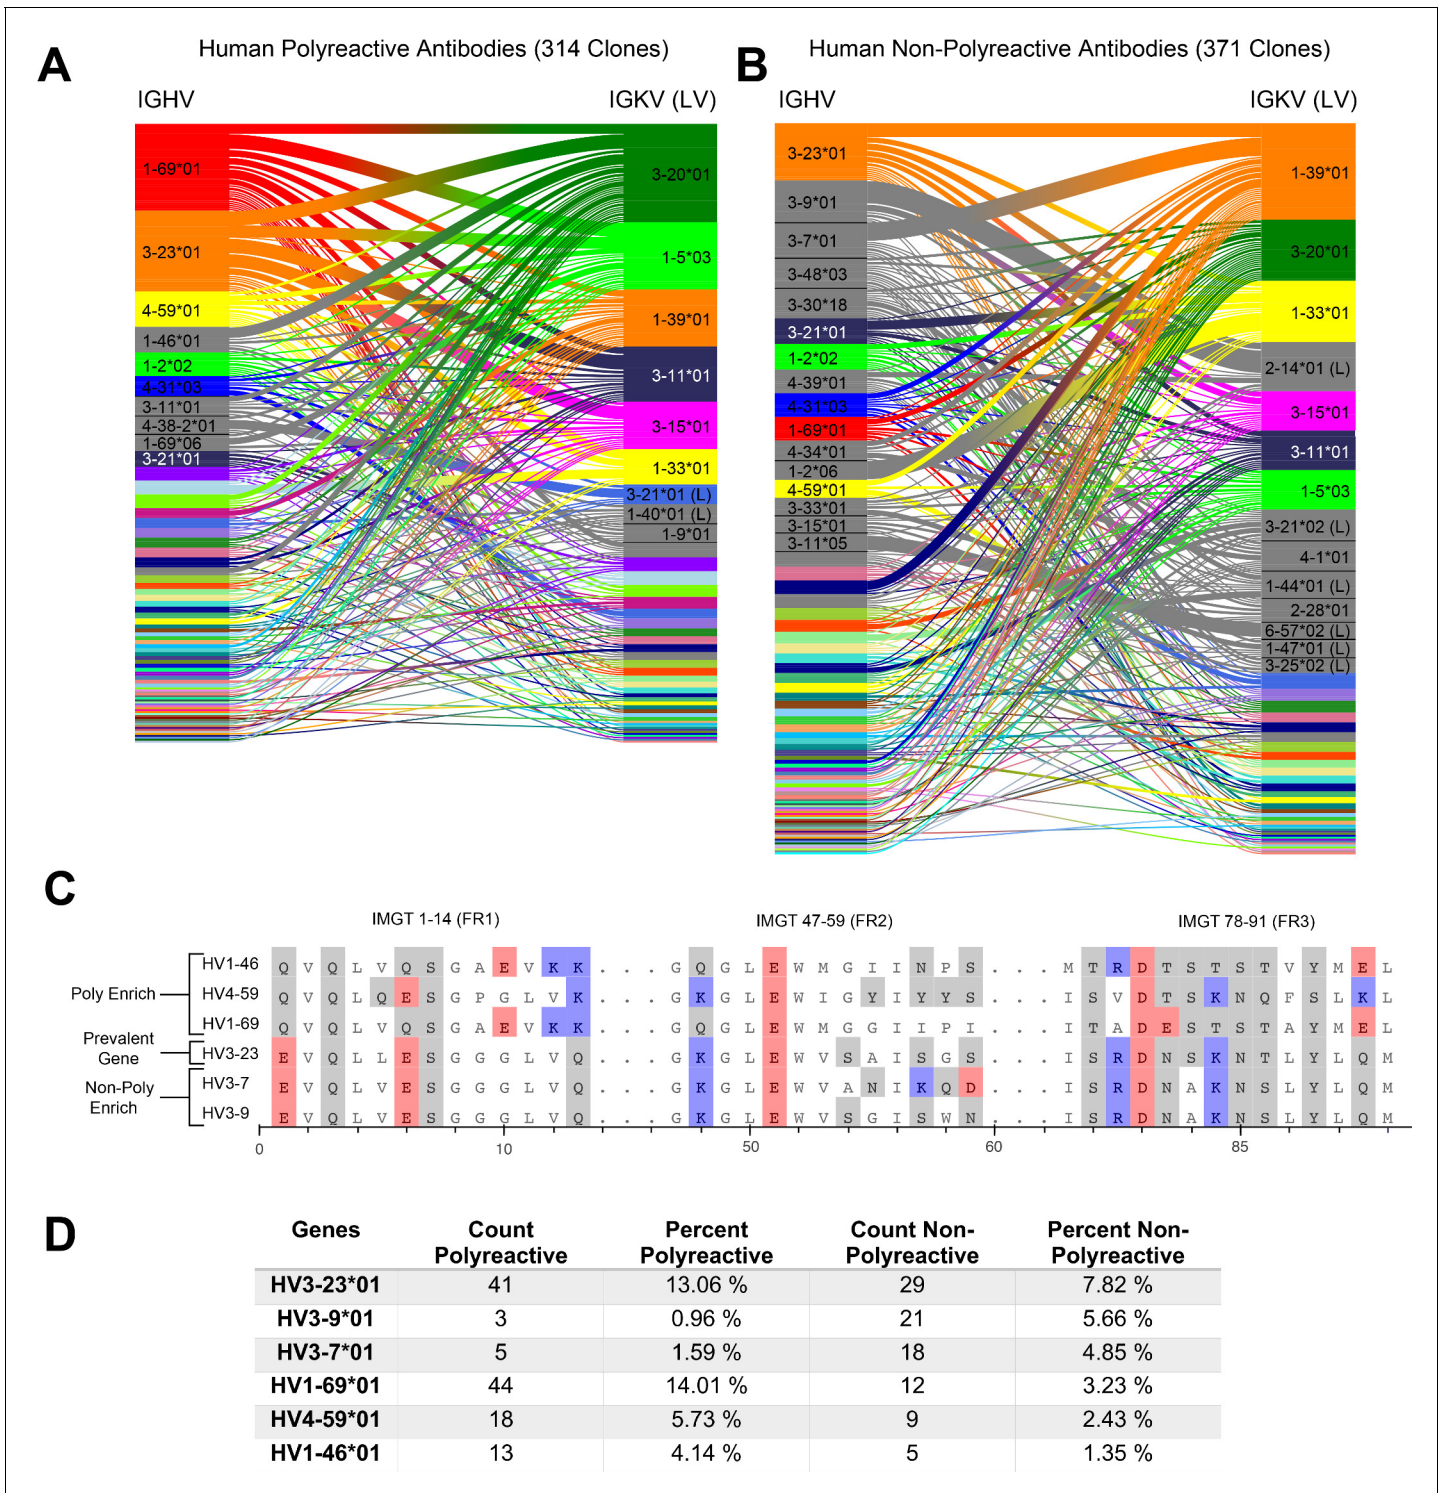 A
Human Polyreactive Antibodies (314 Clones)
IGHV
IGKV (LV)
1-69*01
3-23*01
4-59*01
1-46*01
1-2*02
4-31*03
3-11*01
4-38-2*01
1-69*06
3-21*01
3-20*01
1-5*03
1-39*01
3-11*01
3-15*01
1-33*01
3-21*01 (L)
1-40*01 (L)
1-9*01
B
Human Non-Polyreactive Antibodies (371 Clones)
IGHV
IGKV (LV)
3-23*01
3-9*01
3-7*01
3-48*03
3-30*18
3-21*01
1-2*02
4-39*01
4-31*03
1-69*01
4-34*01
1-2*06
4-59*01
3-33*01
3-15*01
3-11*05
1-39*01
3-20*01
1-33*01
2-14*01 (L)
3-15*01
3-11*01
1-5*03
3-21*02 (L)
4-1*01
1-44*01 (L)
2-28*01
6-57*02 (L)
1-47*01 (L)
3-25*02 (L)
C
IMGT 1-14 (FR1) IMGT 47-59 (FR2) IMGT 78-91 (FR3)
Poly Enrich
Prevalent
Gene
Non-Poly
Enrich
HV1-46 Q V Q L V Q S G A E V K K . . . G Q G L E W M G I I N P S . . . M T R D T S T S T V Y M E L
HV4-59 Q V Q L Q E S G P G L V K . . . G K G L E W I G Y I Y Y S . . . I S V D T S K N Q F S L K L
HV1-69 Q V Q L V Q S G A E V K K . . . G Q G L E W M G G I I P I . . . I T A D E S T S T A Y M E L
HV3-23 E V Q L L E S G G G L V Q . . . G K G L E W V S A I S G S . . . I S R D N S K N T L Y L Q M
HV3-7 E V Q L V E S G G G L V Q . . . G K G L E W V A N I K Q D . . . I S R D N A K N S L Y L Q M
HV3-9 E V Q L V E S G G G L V Q . . . G K G L E W V S G I S W N . . . I S R D N A K N S L Y L Q M
0 10 50 60 85
D
Genes Count Polyreactive Percent Polyreactive Count Non-Polyreactive Percent Non-Polyreactive
HV3-23*01 41 13.06 % 29 7.82 %
HV3-9*01 3 0.96 % 21 5.66 %
HV3-7*01 5 1.59 % 18 4.85 %
HV1-69*01 44 14.01 % 12 3.23 %
HV4-59*01 18 5.73 % 9 2.43 %
HV1-46*01 13 4.14 % 5 1.35 %